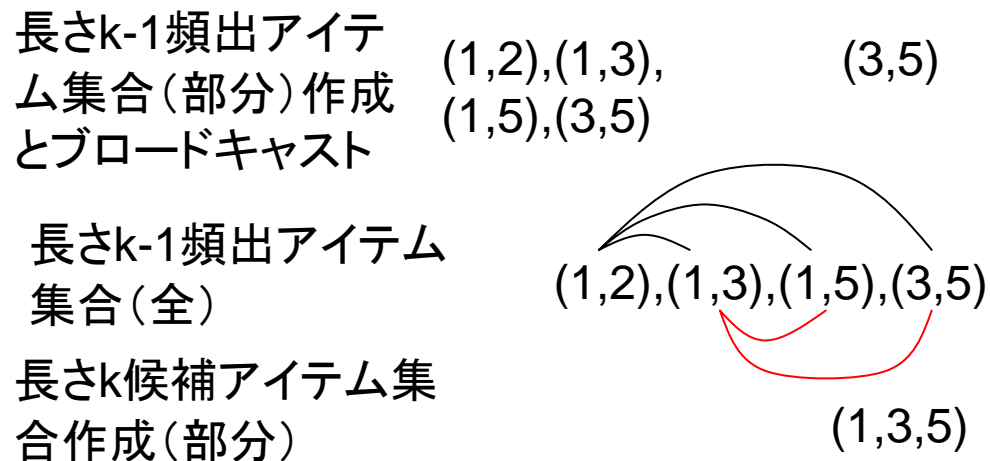 長さk-1頻出アイテ
ム集合（部分）作成
とブロードキャスト
(1,2),(1,3),
(1,5),(3,5)
(3,5)
長さk-1頻出アイテム
集合（全）
(1,2),(1,3),(1,5),(3,5)
長さk候補アイテム集
合作成（部分）
(1,3,5)